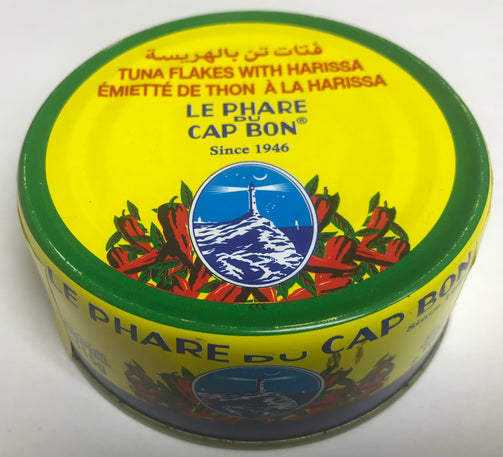 فتات تن بالهريسة
TUNA FLAKES WITH HARISSA
ÉMIETTÉ DE THON À LA HARISSA
LE PHARE
DU
CAP BON®
Since 1946
LE PHARE DU CAP BON
Since